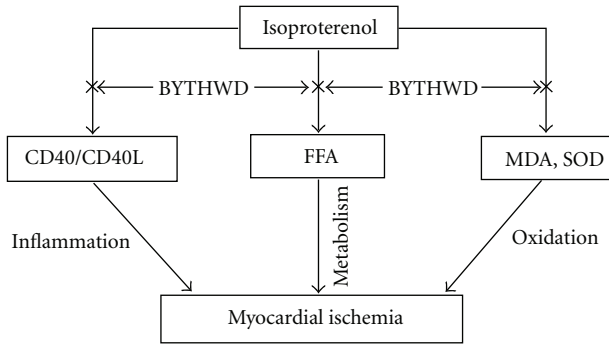 Isoproterenol
BYTHWD
BYTHWD
CD40/CD40L
FFA
MDA, SOD
Inflammation
Metabolism
Oxidation
Myocardial ischemia